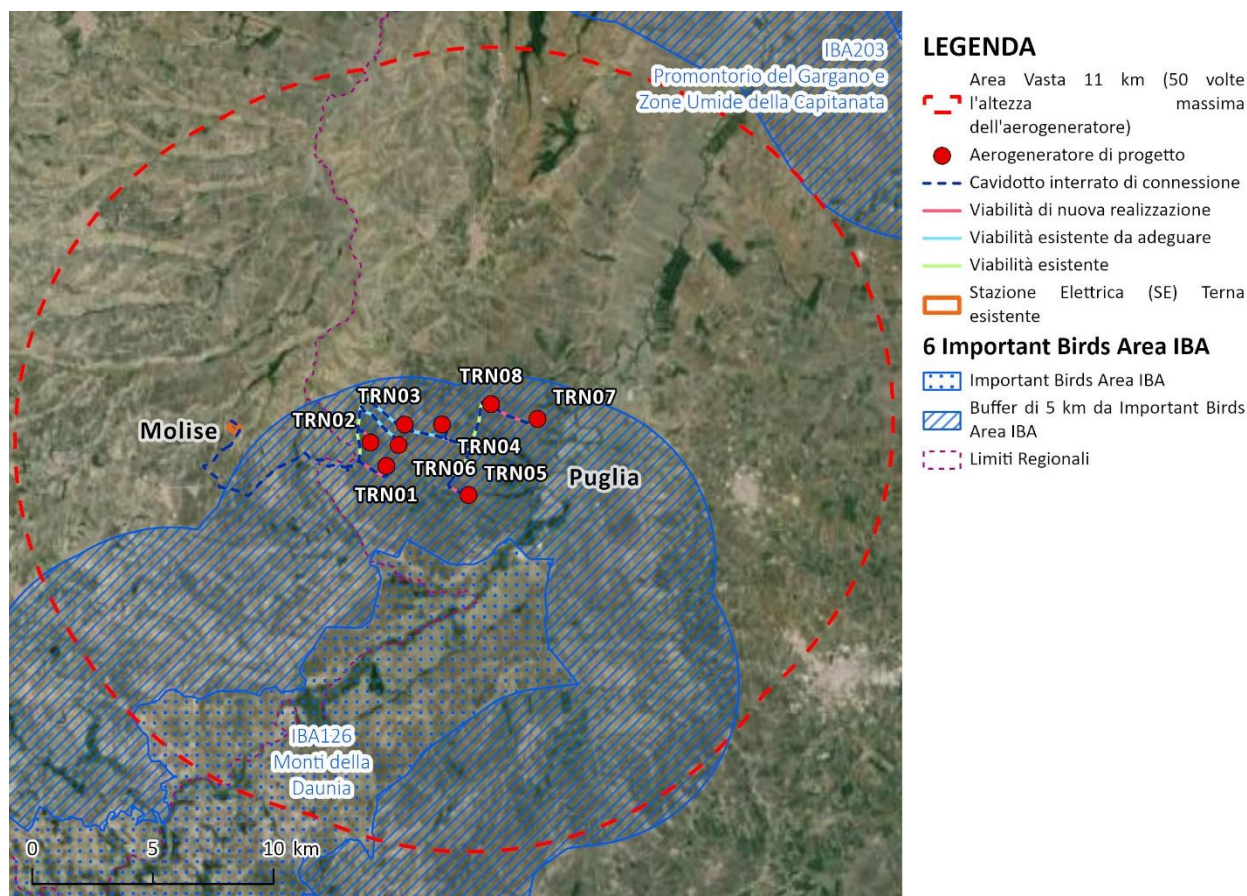 IBA203
Promontorio del Gargano e
Zone Umide della Capitanata
TRN08
TRN03
TRN07
TRN02
Molise
TRN04
TRN06
TRN05
Puglia
TRN01
IBA126
Monti della
Daunia
0
5
10 km
LEGENDA
Area Vasta 11 km (50 volte
l'altezza massima
dell'aerogeneratore)
Aerogeneratore di progetto
Cavidotto interrato di connessione
Viabilità di nuova realizzazione
Viabilità esistente da adeguare
Viabilità esistente
Stazione Elettrica (SE) Terna
esistente
6 Important Birds Area IBA
Important Birds Area IBA
Buffer di 5 km da Important Birds
Area IBA
Limiti Regionali